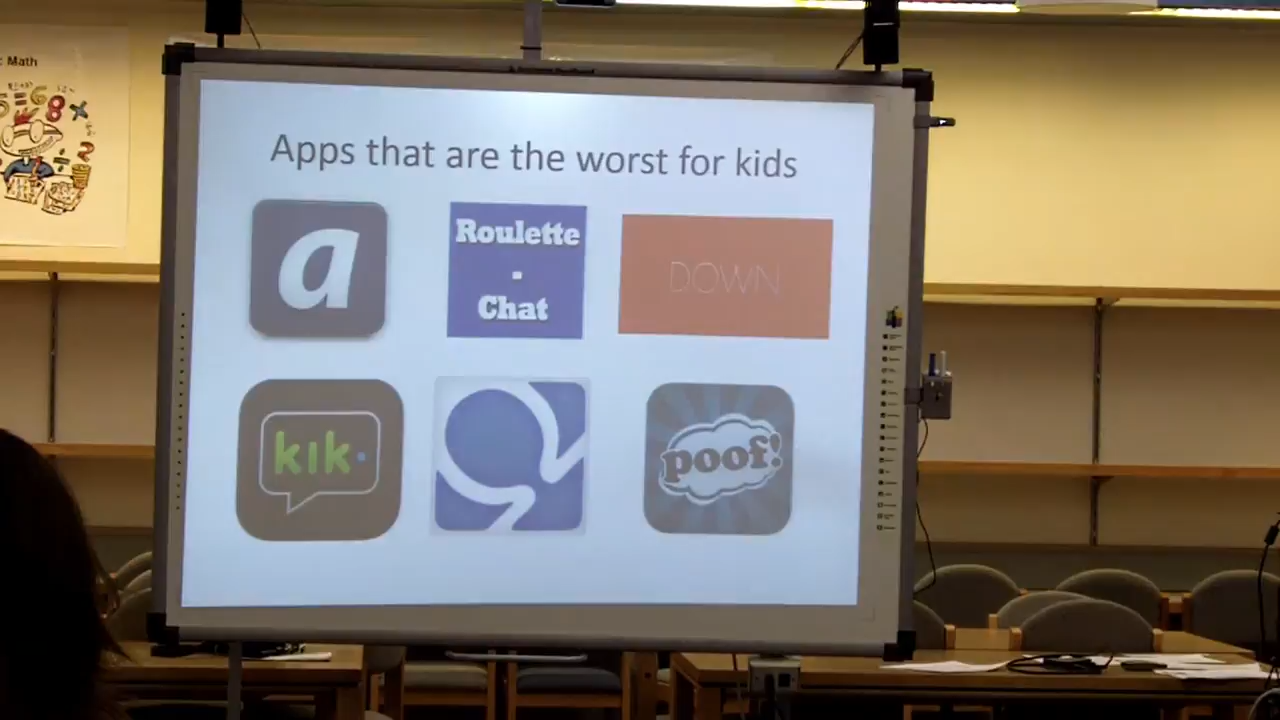 : Math
Apps that are the worst for kids
a
Roulette
-
Chat
DOWN
kik
poof!